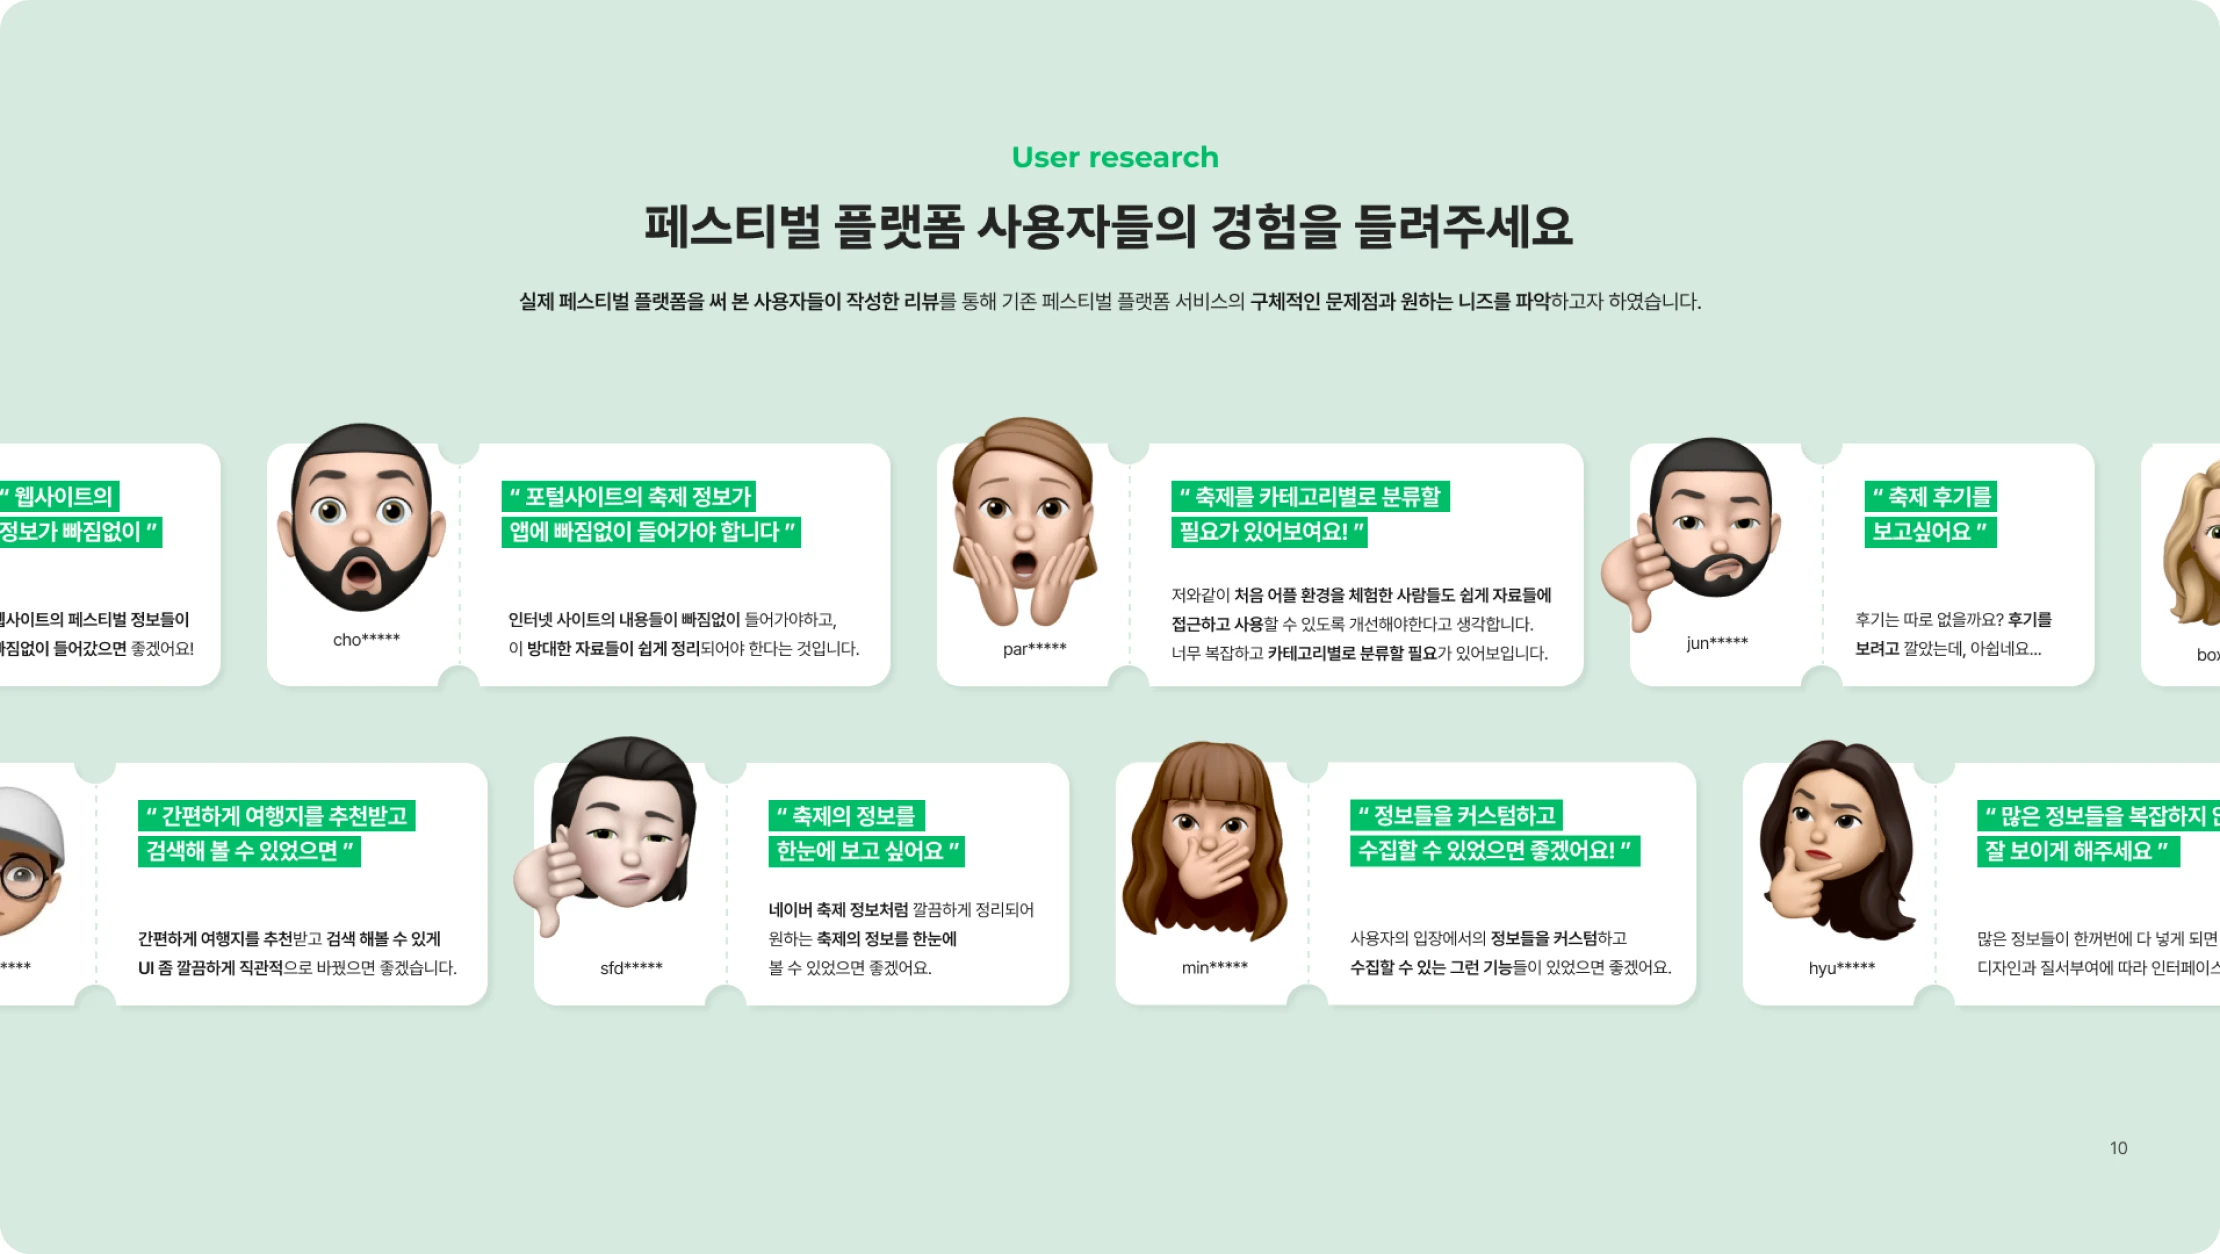 User research
페스티벌 플랫폼 사용자들의 경험을 들려주세요
실제 페스티벌 플랫폼을 써 본 사용자들이 작성한 리뷰를 통해 기존 페스티벌 플랫폼 서비스의 구체적인 문제점과 원하는 니즈를 파악하고자 하였습니다.
“ 웹사이트의
정보가 빠짐없이 ”
웹사이트의 페스티벌 정보들이
빠짐없이 들어갔으면 좋겠어요!
cho*****
“ 포털사이트의 축제 정보가
앱에 빠짐없이 들어가야 합니다 ”
인터넷 사이트의 내용들이 빠짐없이 들어가야하고,
이 방대한 자료들이 쉽게 정리되어야 한다는 것입니다.
par*****
“ 축제를 카테고리별로 분류할
필요가 있어보여요! ”
저와같이 처음 어플 환경을 체험한 사람들도 쉽게 자료들에
접근하고 사용할 수 있도록 개선해야한다고 생각합니다.
너무 복잡하고 카테고리별로 분류할 필요가 있어보입니다.
jun*****
“ 축제 후기를
보고싶어요 ”
후기는 따로 없을까요? 후기를
보려고 깔았는데, 아쉽네요...
box
****
“ 간편하게 여행지를 추천받고
검색해 볼 수 있었으면 ”
간편하게 여행지를 추천받고 검색 해볼 수 있게
UI 좀 깔끔하게 직관적으로 바꿨으면 좋겠습니다.
sfd*****
“ 축제의 정보를
한눈에 보고 싶어요 ”
네이버 축제 정보처럼 깔끔하게 정리되어
원하는 축제의 정보를 한눈에
볼 수 있었으면 좋겠어요.
min*****
“ 정보들을 커스텀하고
수집할 수 있었으면 좋겠어요! ”
사용자의 입장에서의 정보들을 커스텀하고
수집할 수 있는 그런 기능들이 있었으면 좋겠어요.
hyu*****
“ 많은 정보들을 복잡하지
잘 보이게 해주세요 ”
많은 정보들이 한꺼번에 다 넣게 되면
디자인과 질서부여에 따라 인터페이스
10